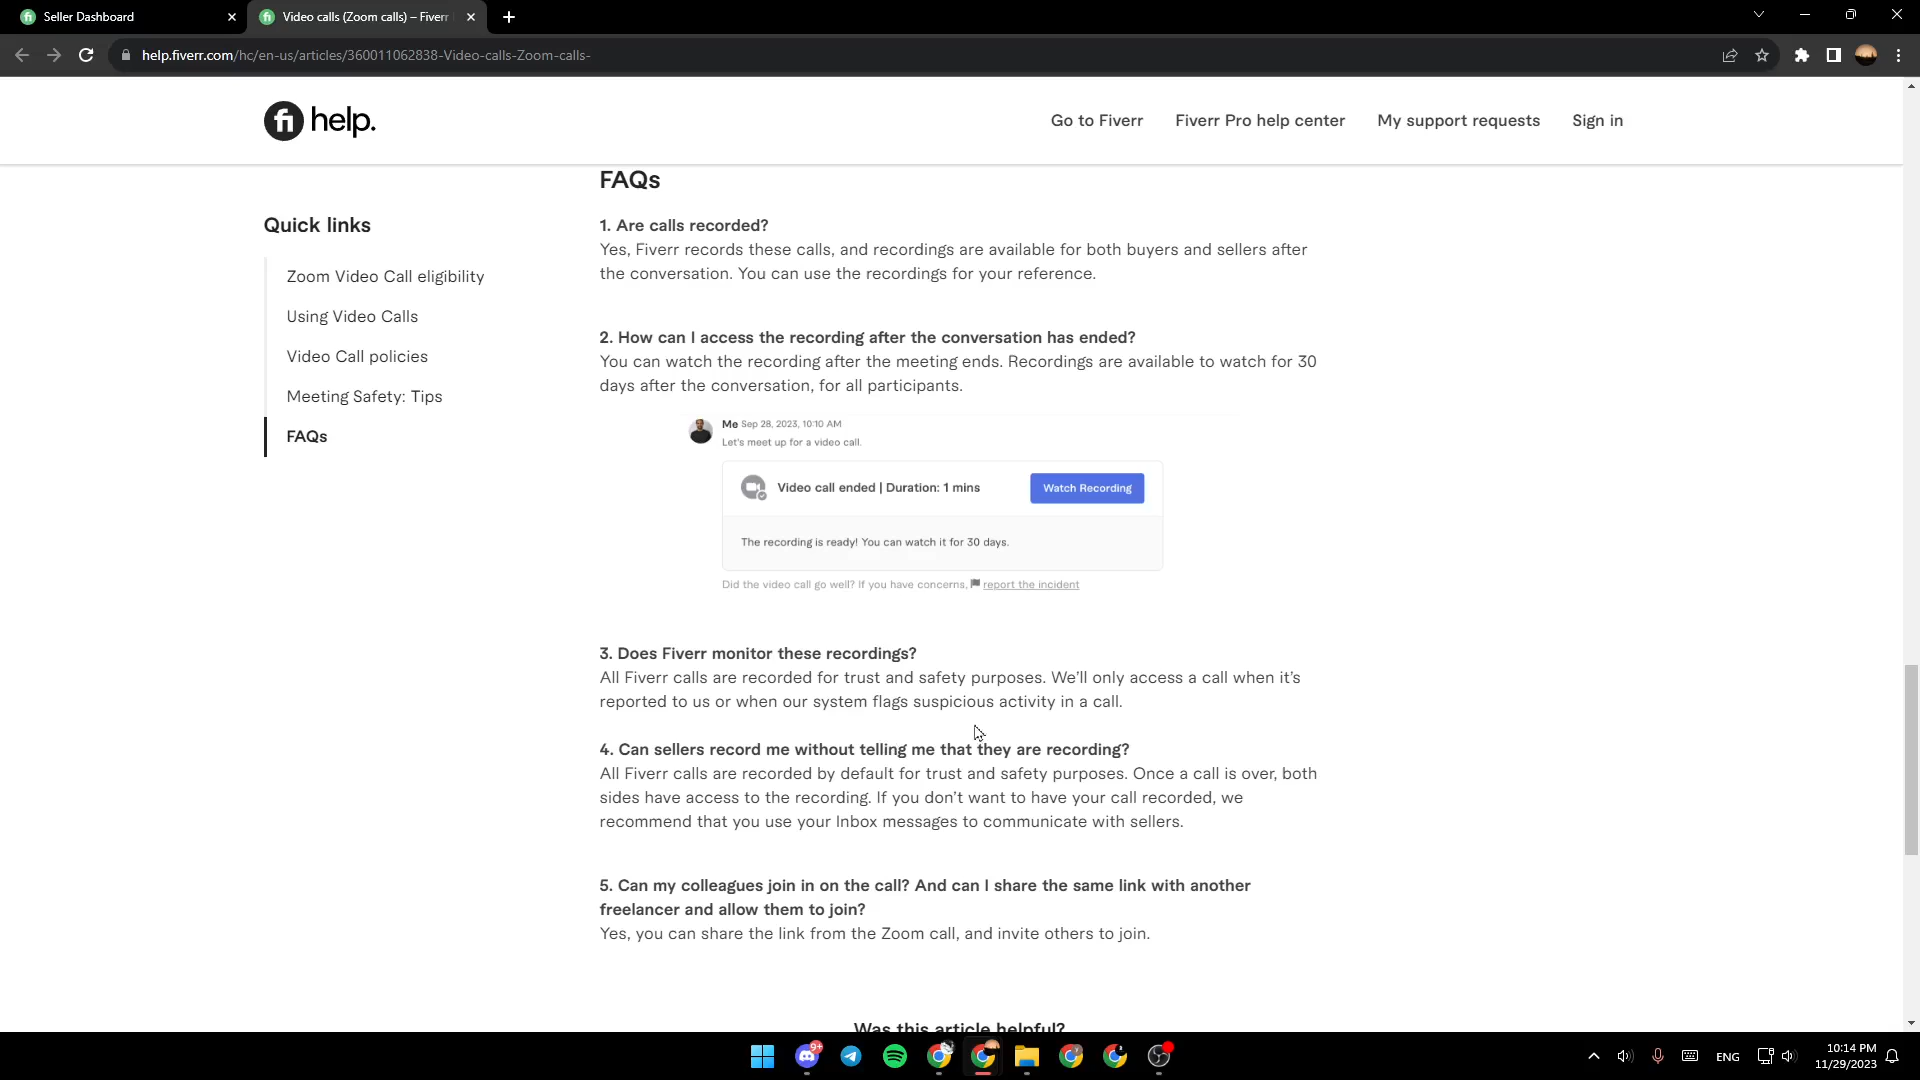 Seller Dashboard
Video calls (Zoom calls) – Fiverr
help.fiverr.com/hc/en-us/articles/360011062838-Video-calls-Zoom-calls-
fi help.
Go to Fiverr
Fiverr Pro help center
My support requests
Sign in
Quick links
Zoom Video Call eligibility
Using Video Calls
Video Call policies
Meeting Safety: Tips
FAQs
FAQs
1. Are calls recorded?
Yes, Fiverr records these calls, and recordings are available for both buyers and sellers after
the conversation. You can use the recordings for your reference.
2. How can I access the recording after the conversation has ended?
You can watch the recording after the meeting ends. Recordings are available to watch for 30
days after the conversation, for all participants.
Me Sep 28, 2023, 10:10 AM
Let's meet up for a video call.
Video call ended | Duration: 1 mins
Watch Recording
The recording is ready! You can watch it for 30 days.
Did the video call go well? If you have concerns, report the incident
3. Does Fiverr monitor these recordings?
All Fiverr calls are recorded for trust and safety purposes. We’ll only access a call when it’s
reported to us or when our system flags suspicious activity in a call.
4. Can sellers record me without telling me that they are recording?
All Fiverr calls are recorded by default for trust and safety purposes. Once a call is over, both
sides have access to the recording. If you don’t want to have your call recorded, we
recommend that you use your Inbox messages to communicate with sellers.
5. Can my colleagues join in on the call? And can I share the same link with another
freelancer and allow them to join?
Yes, you can share the link from the Zoom call, and invite others to join.
Was this article helpful?
9+
ENG
10:14 PM
11/29/2023